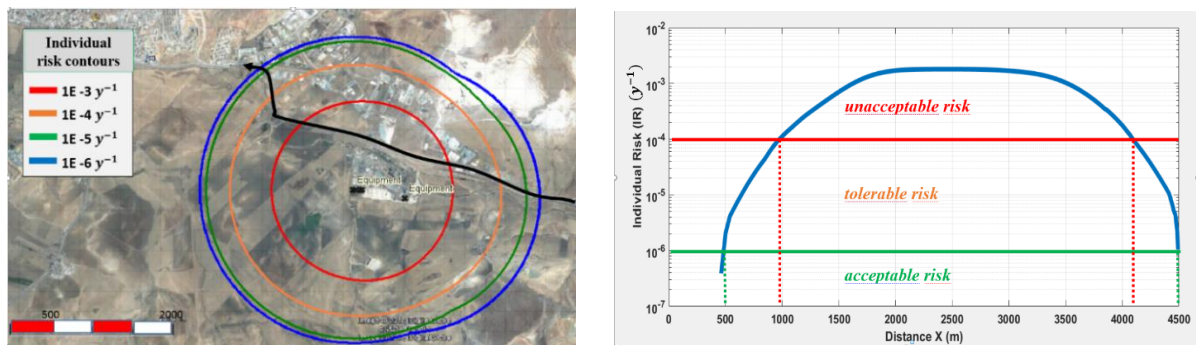 Individual
risk contours
1E -3 y⁻¹
1E -4 y⁻¹
1E -5 y⁻¹
1E -6 y⁻¹
Equipment
Equipment
500
2000
10⁻²
10⁻³
10⁻⁴
10⁻⁵
10⁻⁶
10⁻⁷
Individual Risk (IR) (y⁻¹)
unacceptable risk
tolerable risk
acceptable risk
0 500 1000 1500 2000 2500 3000 3500 4000 4500
Distance X (m)